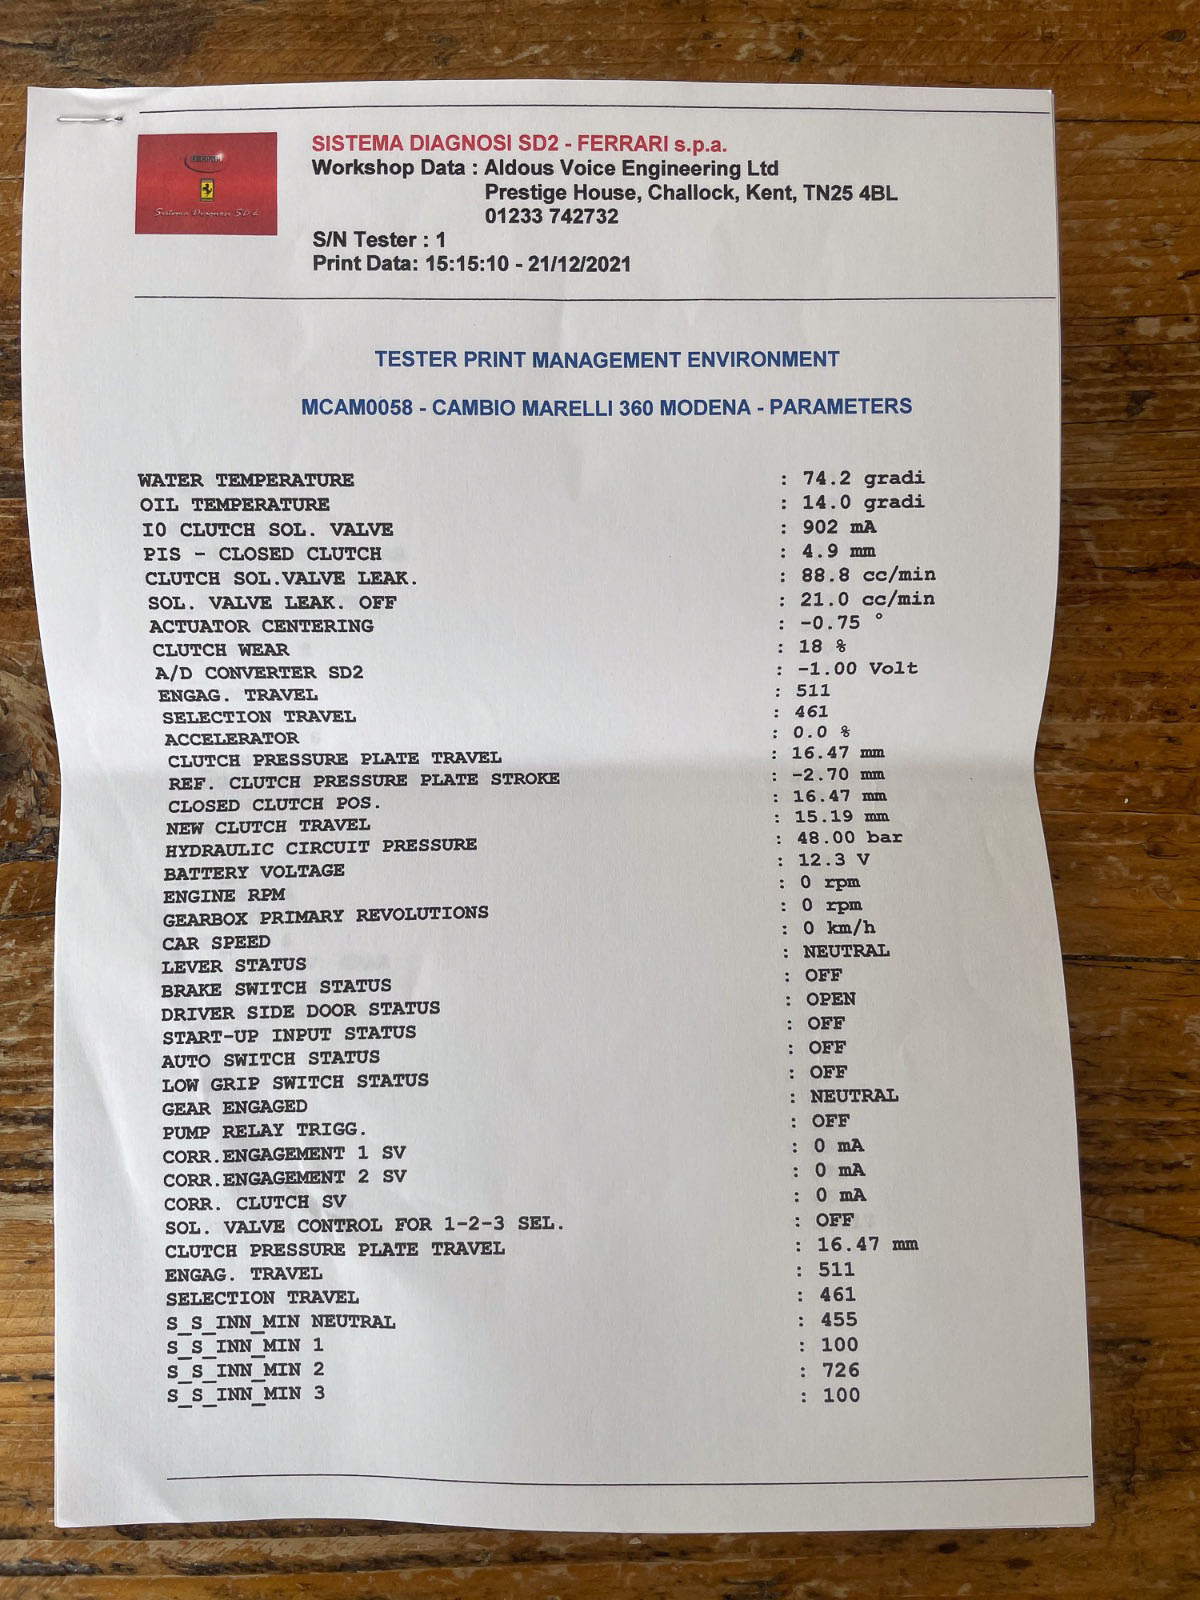 SISTEMA DIAGNOSI SD2 - FERRARI s.p.a.
Workshop Data : Aldous Voice Engineering Ltd
Prestige House, Challock, Kent, TN25 4BL
01233 742732
S/N Tester : 1
Print Data: 15:15:10 - 21/12/2021
Sistema Diagnosi SD2
TESTER PRINT MANAGEMENT ENVIRONMENT
MCAM0058 - CAMBIO MARELLI 360 MODENA - PARAMETERS
WATER TEMPERATURE : 74.2 gradi
OIL TEMPERATURE : 14.0 gradi
I0 CLUTCH SOL. VALVE : 902 mA
PIS - CLOSED CLUTCH : 4.9 mm
CLUTCH SOL.VALVE LEAK. : 88.8 cc/min
SOL. VALVE LEAK. OFF : 21.0 cc/min
ACTUATOR CENTERING : -0.75 °
CLUTCH WEAR : 18 %
A/D CONVERTER SD2 : -1.00 Volt
ENGAG. TRAVEL : 511
SELECTION TRAVEL : 461
ACCELERATOR : 0.0 %
CLUTCH PRESSURE PLATE TRAVEL : 16.47 mm
REF. CLUTCH PRESSURE PLATE STROKE : -2.70 mm
CLOSED CLUTCH POS. : 16.47 mm
NEW CLUTCH TRAVEL : 15.19 mm
HYDRAULIC CIRCUIT PRESSURE : 48.00 bar
BATTERY VOLTAGE : 12.3 V
ENGINE RPM : 0 rpm
GEARBOX PRIMARY REVOLUTIONS : 0 rpm
CAR SPEED : 0 km/h
LEVER STATUS : NEUTRAL
BRAKE SWITCH STATUS : OFF
DRIVER SIDE DOOR STATUS : OPEN
START-UP INPUT STATUS : OFF
AUTO SWITCH STATUS : OFF
LOW GRIP SWITCH STATUS : OFF
GEAR ENGAGED : NEUTRAL
PUMP RELAY TRIGG. : OFF
CORR.ENGAGEMENT 1 SV : 0 mA
CORR.ENGAGEMENT 2 SV : 0 mA
CORR. CLUTCH SV : 0 mA
SOL. VALVE CONTROL FOR 1-2-3 SEL. : OFF
CLUTCH PRESSURE PLATE TRAVEL : 16.47 mm
ENGAG. TRAVEL : 511
SELECTION TRAVEL : 461
S_S_INN_MIN NEUTRAL : 455
S_S_INN_MIN 1 : 100
S_S_INN_MIN 2 : 726
S_S_INN_MIN 3 : 100